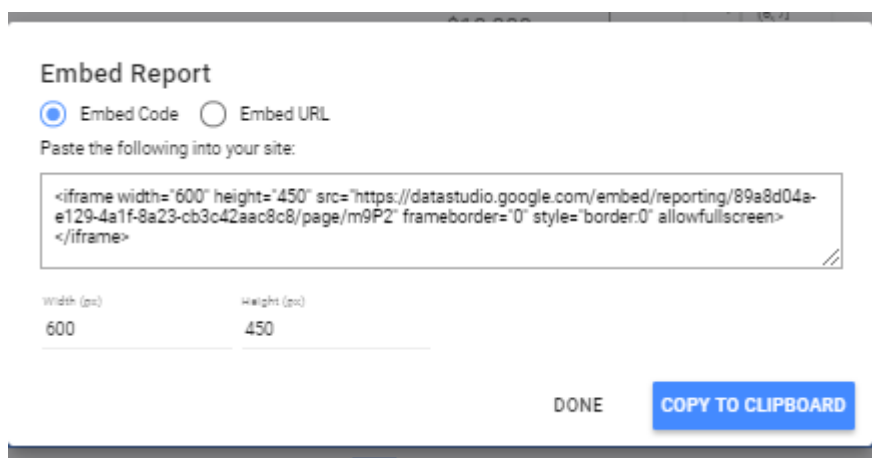 Embed Report
Embed Code Embed URL
Paste the following into your site:
<iframe width="600" height="450" src="https://datastudio.google.com/embed/reporting/89a8d04a-
e129-4a1f-8a23-cb3c42aac8c8/page/m9P2" frameborder="0" style="border:0" allowfullscreen>
</iframe>
Width (px) Height (px)
600 450
DONE COPY TO CLIPBOARD